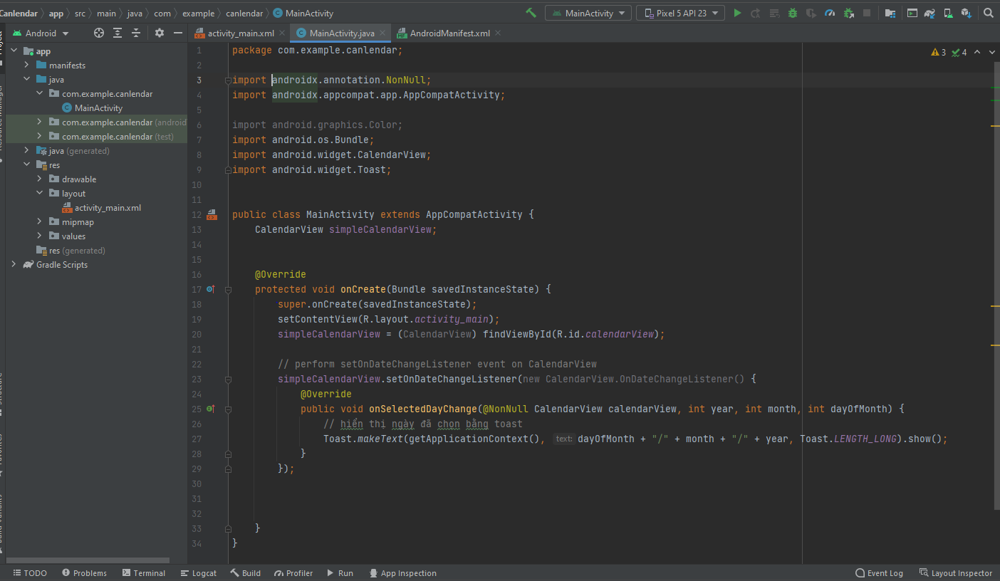 Canlendar app src main java com example canlendar MainActivity MainActivity Pixel 5 API 23
Android activity_main.xml MainActivity.java AndroidManifest.xml
app
manifests
java
com.example.canlendar
MainActivity
com.example.canlendar (android
com.example.canlendar (test)
java (generated)
res
drawable
layout
activity_main.xml
mipmap
values
res (generated)
Gradle Scripts
3 4
1 package com.example.canlendar;
2
3 import androidx.annotation.NonNull;
4 import androidx.appcompat.app.AppCompatActivity;
5
6 import android.graphics.Color;
7 import android.os.Bundle;
8 import android.widget.CalendarView;
9 import android.widget.Toast;
10
11
12 public class MainActivity extends AppCompatActivity {
13 CalendarView simpleCalendarView;
14
15
16 @Override
17 protected void onCreate(Bundle savedInstanceState) {
18 super.onCreate(savedInstanceState);
19 setContentView(R.layout.activity_main);
20 simpleCalendarView = (CalendarView) findViewById(R.id.calendarView);
21
22 // perform setOnDateChangeListener event on CalendarView
23 simpleCalendarView.setOnDateChangeListener(new CalendarView.OnDateChangeListener() {
24 @Override
25 public void onSelectedDayChange(@NonNull CalendarView calendarView, int year, int month, int dayOfMonth) {
26 // hiển thị ngày đã chọn bằng toast
27 Toast.makeText(getApplicationContext(), text: dayOfMonth + "/" + month + "/" + year, Toast.LENGTH_LONG).show();
28 }
29 });
30
31
32
33 }
34 }
TODO Problems Terminal Logcat Build Profiler Run App Inspection Event Log Layout Inspector